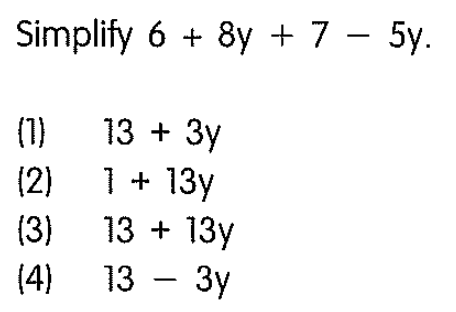 Simplify 6 + 8y + 7 − 5y.
(1) 13 + 3y
(2) 1 + 13y
(3) 13 + 13y
(4) 13 − 3y